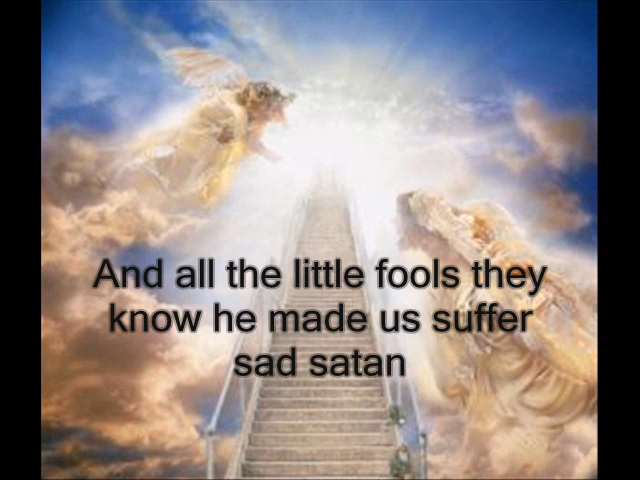 And all the little fools they
know he made us suffer
sad satan